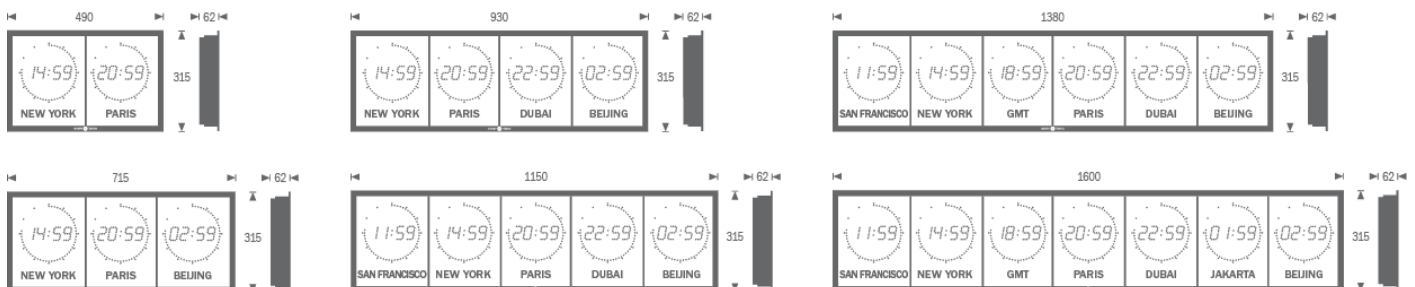 490 62
315
14:59 20:59
NEW YORK PARIS
930 62
315
14:59 20:59 22:59 02:59
NEW YORK PARIS DUBAI BEIJING
1380 62
315
11:59 14:59 18:59 20:59 22:59 02:59
SAN FRANCISCO NEW YORK GMT PARIS DUBAI BEIJING
715 62
315
14:59 20:59 02:59
NEW YORK PARIS BEIJING
1150 62
315
11:59 14:59 20:59 22:59 02:59
SAN FRANCISCO NEW YORK PARIS DUBAI BEIJING
1600 62
315
11:59 14:59 18:59 20:59 22:59 01:59 02:59
SAN FRANCISCO NEW YORK GMT PARIS DUBAI JAKARTA BEIJING